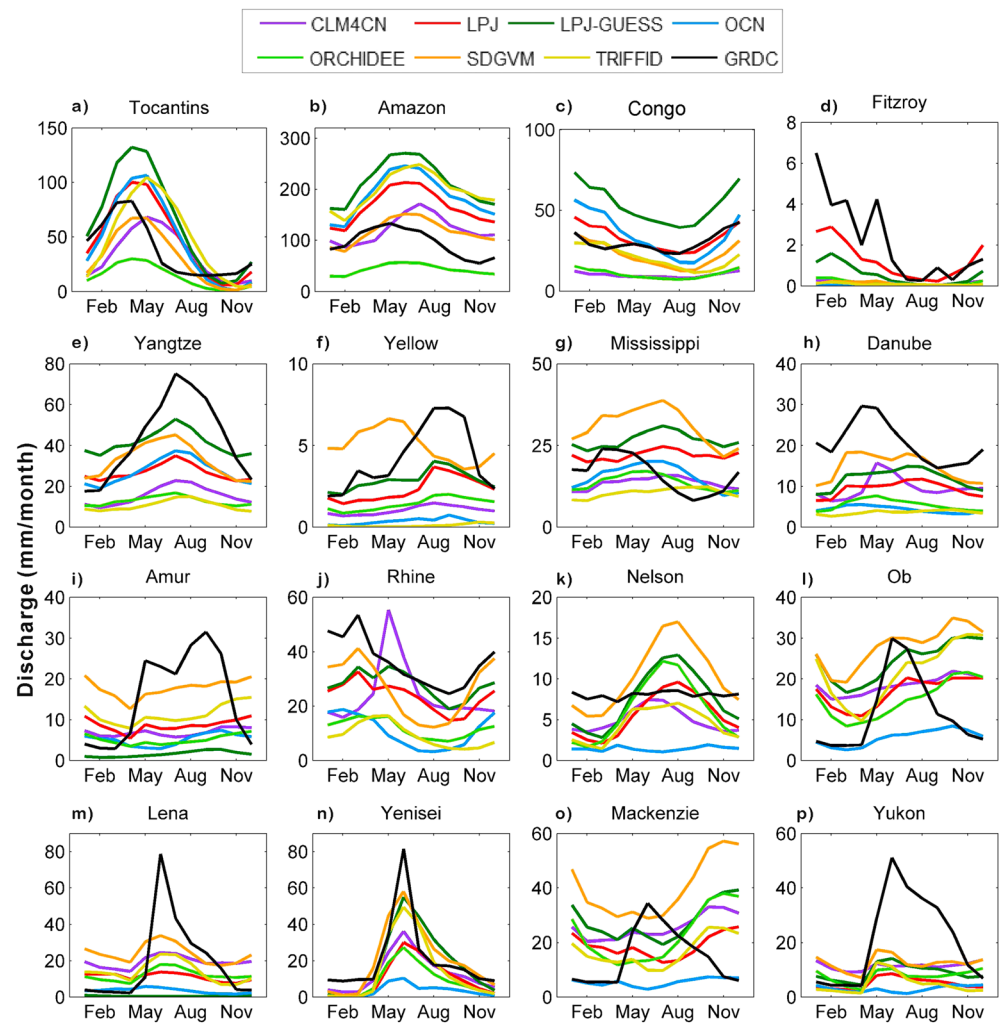 CLM4CN LPJ LPJ-GUESS OCN
ORCHIDEE SDGVM TRIFFID GRDC
a) Tocantins b) Amazon c) Congo d) Fitzroy
150 300 100 8
100 200 6
50 100 50 4
2
0 0 0 0
Feb May Aug Nov Feb May Aug Nov Feb May Aug Nov Feb May Aug Nov
e) Yangtze f) Yellow g) Mississippi h) Danube
80 10 50 40
60 30
40 5 25 20
20 10
0 0 0 0
Feb May Aug Nov Feb May Aug Nov Feb May Aug Nov Feb May Aug Nov
Discharge (mm/month)
i) Amur j) Rhine k) Nelson l) Ob
40 60 20 40
30 40 15 30
20 10 20
10 20 5 10
0 0 0 0
Feb May Aug Nov Feb May Aug Nov Feb May Aug Nov Feb May Aug Nov
m) Lena n) Yenisei o) Mackenzie p) Yukon
100 100 60 60
80 80
60 60 40 40
40 40 20 20
20 20
0 0 0 0
Feb May Aug Nov Feb May Aug Nov Feb May Aug Nov Feb May Aug Nov